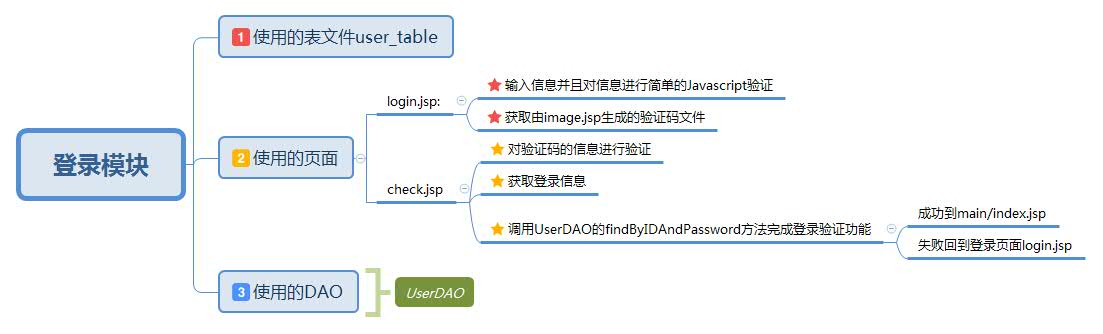 登录模块
1 使用的表文件user_table
2 使用的页面
login.jsp:
输入信息并且对信息进行简单的Javascript验证
获取由image.jsp生成的验证码文件
check.jsp
对验证码的信息进行验证
获取登录信息
调用UserDAO的findByIDAndPassword方法完成登录验证功能
成功到main/index.jsp
失败回到登录页面login.jsp
3 使用的DAO
UserDAO